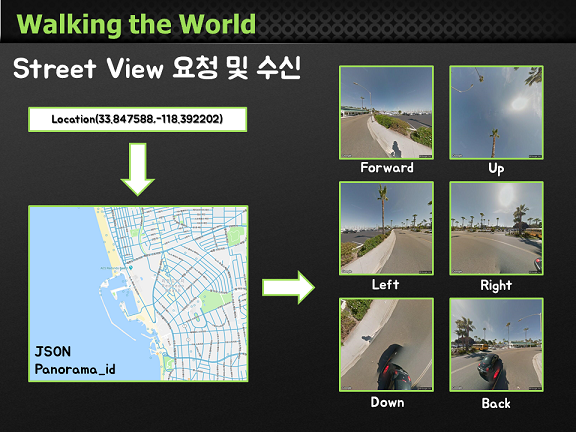 Walking the World
Street View 요청 및 수신
Location(33,847588,-118,392202)
JSON
Panorama_id
Forward
Up
Left
Right
Down
Back